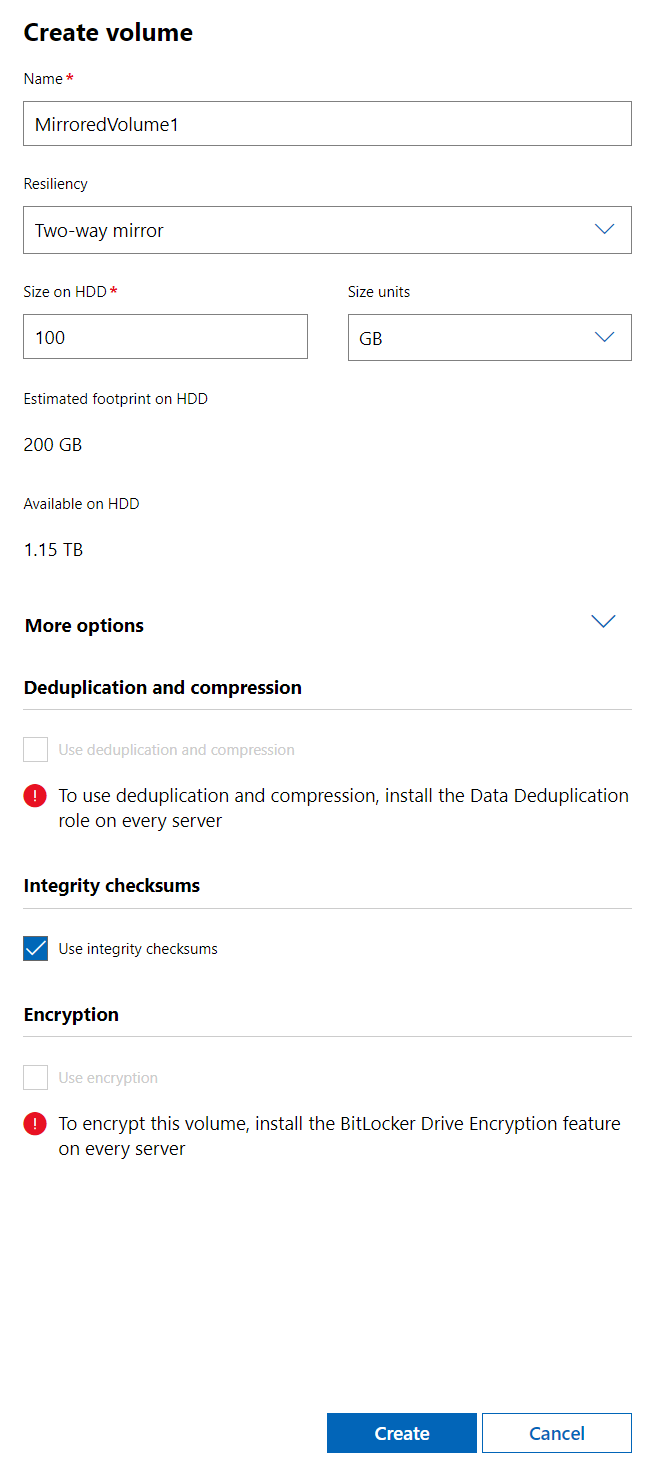 Create volume
Name*
MirroredVolume1
Resiliency
Two-way mirror
Size on HDD* Size units
100 GB
Estimated footprint on HDD
200 GB
Available on HDD
1.15 TB
More options
Deduplication and compression
Use deduplication and compression
To use deduplication and compression, install the Data Deduplication
role on every server
Integrity checksums
Use integrity checksums
Encryption
Use encryption
To encrypt this volume, install the BitLocker Drive Encryption feature
on every server
Create Cancel